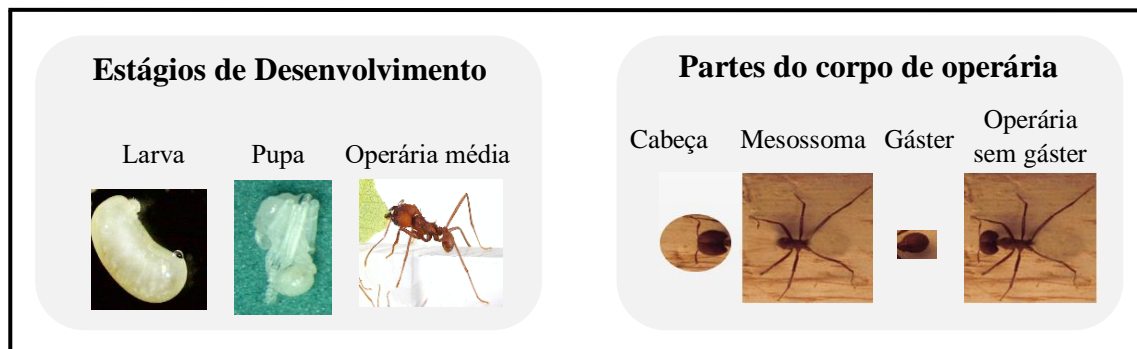 Estágios de Desenvolvimento
Larva
Pupa
Operária média
Partes do corpo de operária
Cabeça
Mesossoma
Gáster
Operária
sem gáster